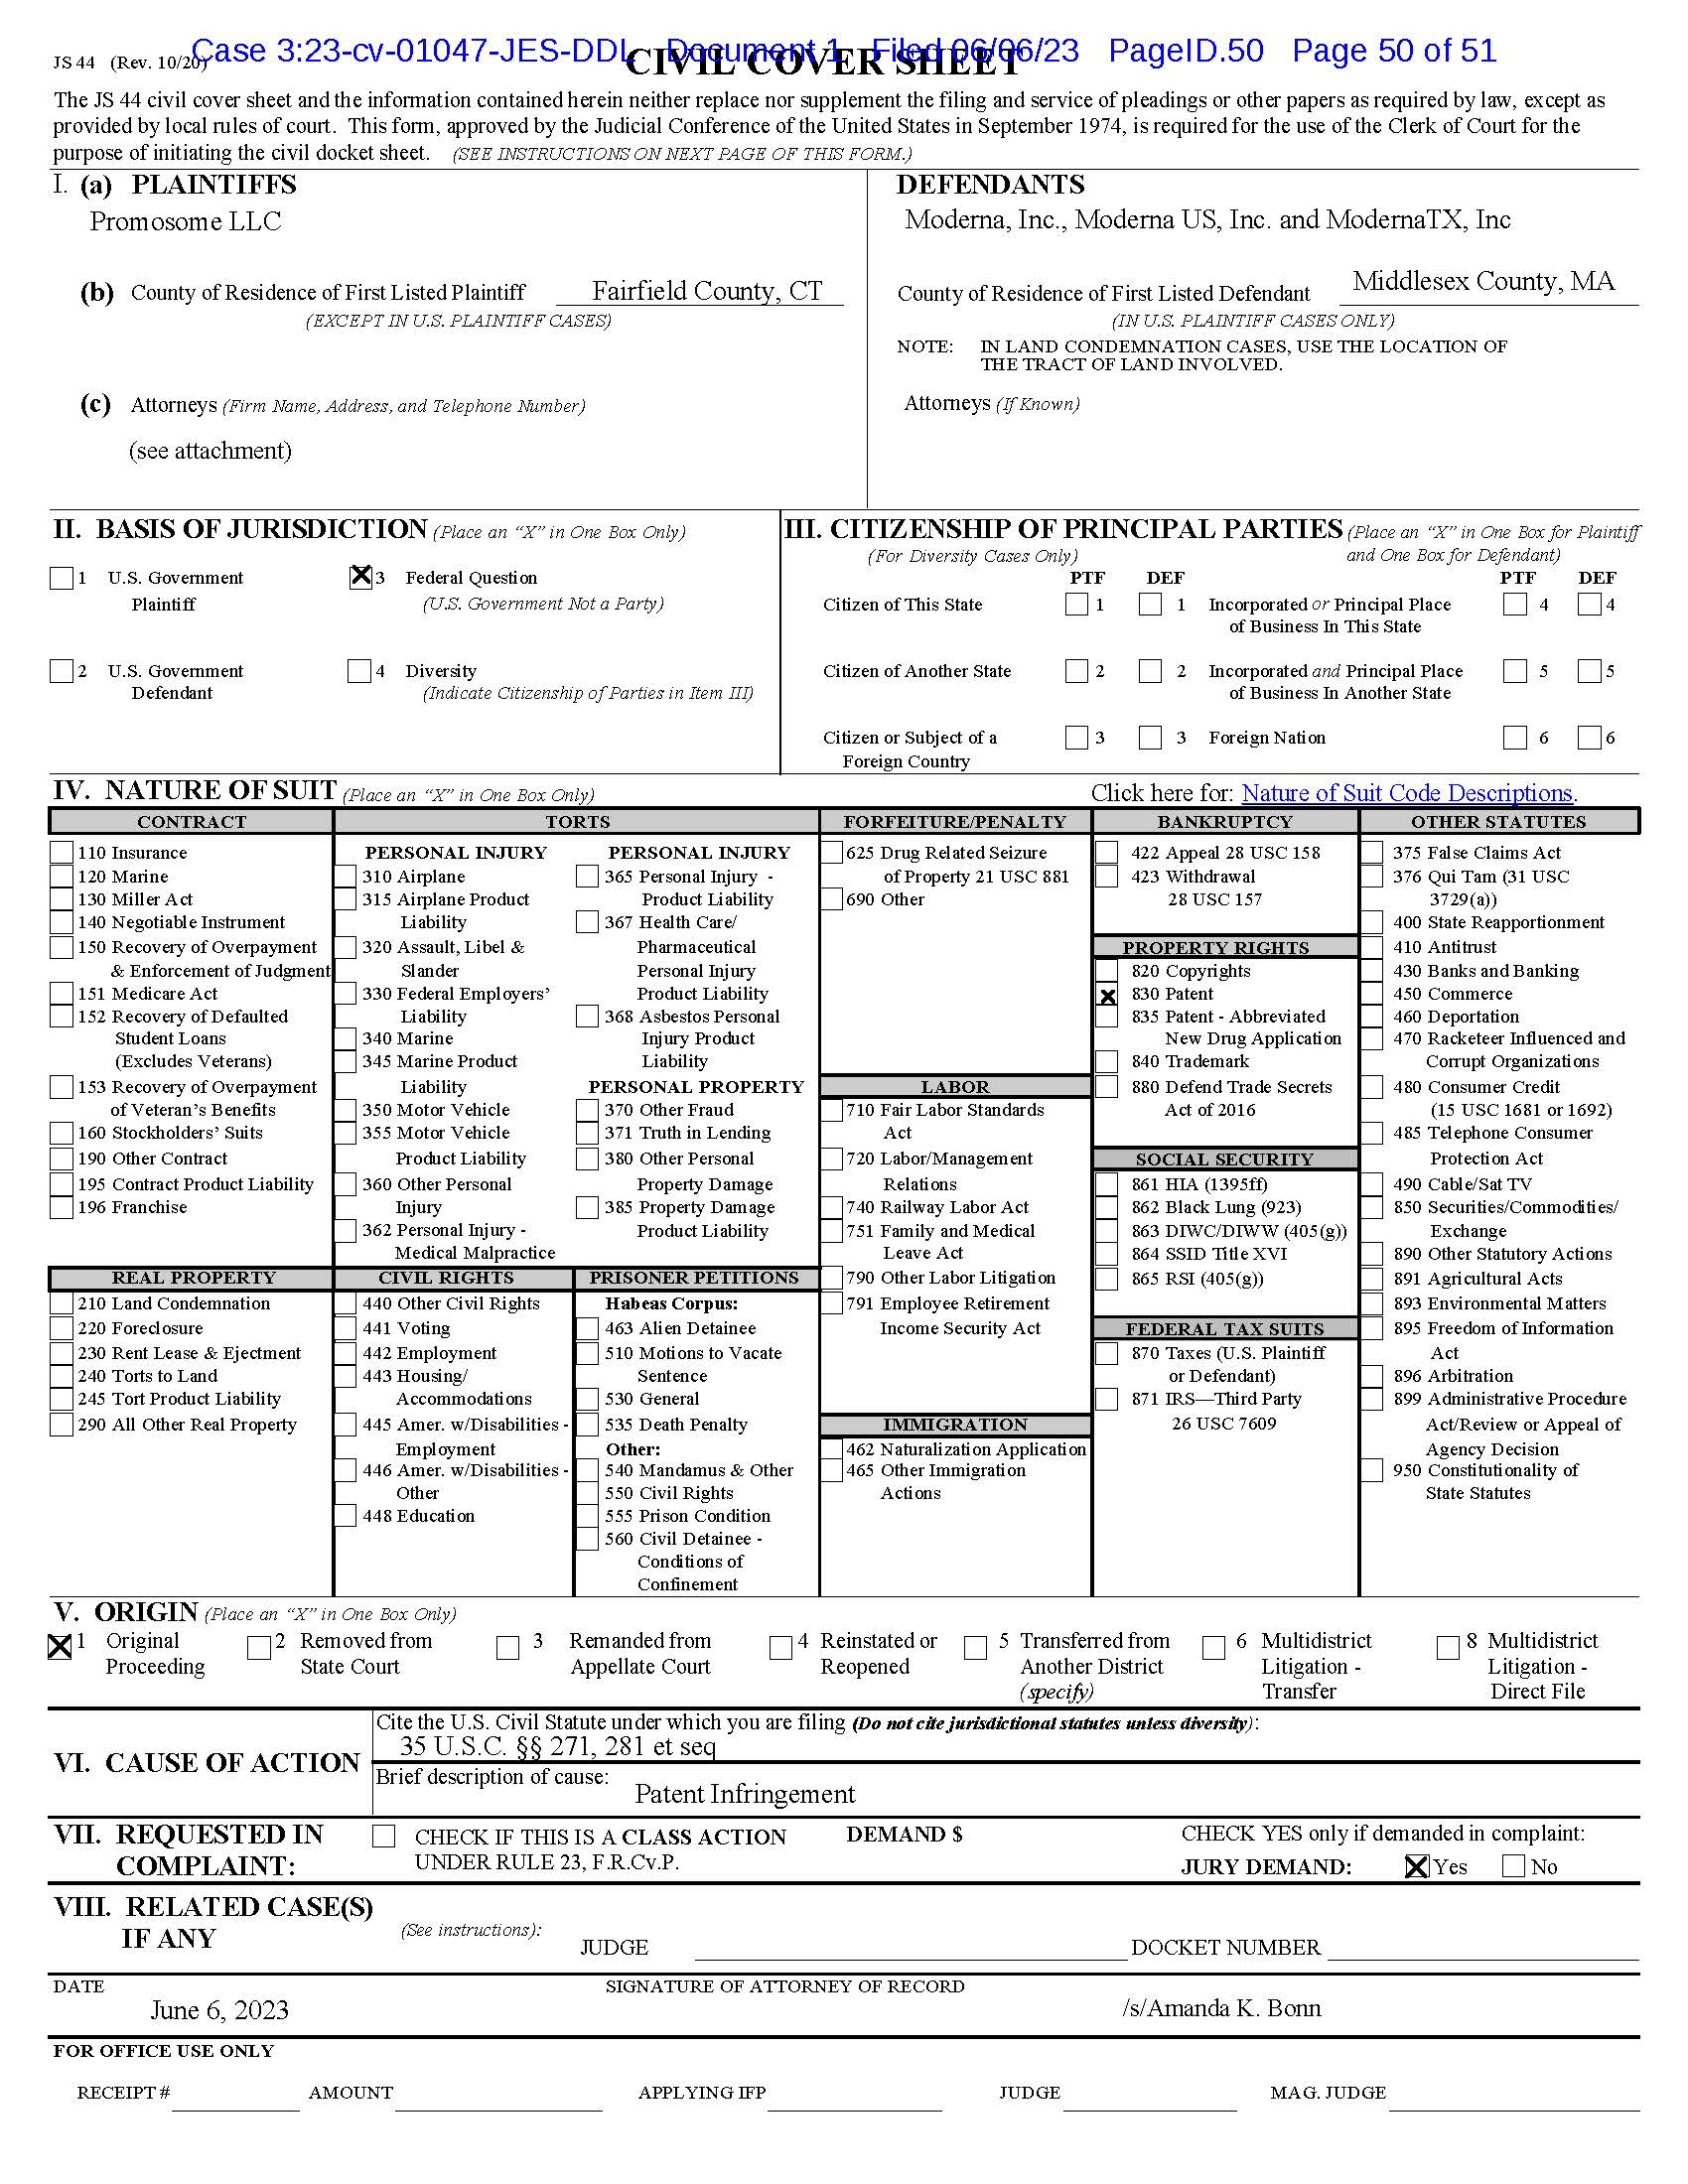 Case 3:23-cv-01047-JES-DDL Document 1 Filed 06/06/23 PageID.50 Page 50 of 51
JS 44 (Rev. 10/20)
CIVIL COVER SHEET
The JS 44 civil cover sheet and the information contained herein neither replace nor supplement the filing and service of pleadings or other papers as required by law, except as
provided by local rules of court. This form, approved by the Judicial Conference of the United States in September 1974, is required for the use of the Clerk of Court for the
purpose of initiating the civil docket sheet. (SEE INSTRUCTIONS ON NEXT PAGE OF THIS FORM.)
I. (a) PLAINTIFFS
Promosome LLC
(b) County of Residence of First Listed Plaintiff Fairfield County, CT
(EXCEPT IN U.S. PLAINTIFF CASES)
(c) Attorneys (Firm Name, Address, and Telephone Number)
(see attachment)
DEFENDANTS
Moderna, Inc., Moderna US, Inc. and ModernaTX, Inc
County of Residence of First Listed Defendant Middlesex County, MA
(IN U.S. PLAINTIFF CASES ONLY)
NOTE: IN LAND CONDEMNATION CASES, USE THE LOCATION OF
THE TRACT OF LAND INVOLVED.
Attorneys (If Known)
II. BASIS OF JURISDICTION (Place an “X” in One Box Only)
1 U.S. Government
Plaintiff
X 3 Federal Question
(U.S. Government Not a Party)
2 U.S. Government
Defendant
4 Diversity
(Indicate Citizenship of Parties in Item III)
III. CITIZENSHIP OF PRINCIPAL PARTIES (Place an “X” in One Box for Plaintiff
(For Diversity Cases Only) and One Box for Defendant)
PTF DEF PTF DEF
Citizen of This State 1 1 Incorporated or Principal Place 4 4
of Business In This State
Citizen of Another State 2 2 Incorporated and Principal Place 5 5
of Business In Another State
Citizen or Subject of a 3 3 Foreign Nation 6 6
Foreign Country
IV. NATURE OF SUIT (Place an “X” in One Box Only)
Click here for: Nature of Suit Code Descriptions.
CONTRACT
110 Insurance
120 Marine
130 Miller Act
140 Negotiable Instrument
150 Recovery of Overpayment
& Enforcement of Judgment
151 Medicare Act
152 Recovery of Defaulted
Student Loans
(Excludes Veterans)
153 Recovery of Overpayment
of Veteran’s Benefits
160 Stockholders’ Suits
190 Other Contract
195 Contract Product Liability
196 Franchise
REAL PROPERTY
210 Land Condemnation
220 Foreclosure
230 Rent Lease & Ejectment
240 Torts to Land
245 Tort Product Liability
290 All Other Real Property
TORTS
PERSONAL INJURY
310 Airplane
315 Airplane Product
Liability
320 Assault, Libel &
Slander
330 Federal Employers’
Liability
340 Marine
345 Marine Product
Liability
350 Motor Vehicle
355 Motor Vehicle
Product Liability
360 Other Personal
Injury
362 Personal Injury -
Medical Malpractice
CIVIL RIGHTS
440 Other Civil Rights
441 Voting
442 Employment
443 Housing/
Accommodations
445 Amer. w/Disabilities -
Employment
446 Amer. w/Disabilities -
Other
448 Education
PERSONAL INJURY
365 Personal Injury -
Product Liability
367 Health Care/
Pharmaceutical
Personal Injury
Product Liability
368 Asbestos Personal
Injury Product
Liability
PERSONAL PROPERTY
370 Other Fraud
371 Truth in Lending
380 Other Personal
Property Damage
385 Property Damage
Product Liability
PRISONER PETITIONS
Habeas Corpus:
463 Alien Detainee
510 Motions to Vacate
Sentence
530 General
535 Death Penalty
Other:
540 Mandamus & Other
550 Civil Rights
555 Prison Condition
560 Civil Detainee -
Conditions of
Confinement
FORFEITURE/PENALTY
625 Drug Related Seizure
of Property 21 USC 881
690 Other
LABOR
710 Fair Labor Standards
Act
720 Labor/Management
Relations
740 Railway Labor Act
751 Family and Medical
Leave Act
790 Other Labor Litigation
791 Employee Retirement
Income Security Act
IMMIGRATION
462 Naturalization Application
465 Other Immigration
Actions
BANKRUPTCY
422 Appeal 28 USC 158
423 Withdrawal
28 USC 157
PROPERTY RIGHTS
820 Copyrights
X 830 Patent
835 Patent - Abbreviated
New Drug Application
840 Trademark
880 Defend Trade Secrets
Act of 2016
SOCIAL SECURITY
861 HIA (1395ff)
862 Black Lung (923)
863 DIWC/DIWW (405(g))
864 SSID Title XVI
865 RSI (405(g))
FEDERAL TAX SUITS
870 Taxes (U.S. Plaintiff
or Defendant)
871 IRS—Third Party
26 USC 7609
OTHER STATUTES
375 False Claims Act
376 Qui Tam (31 USC
3729(a))
400 State Reapportionment
410 Antitrust
430 Banks and Banking
450 Commerce
460 Deportation
470 Racketeer Influenced and
Corrupt Organizations
480 Consumer Credit
(15 USC 1681 or 1692)
485 Telephone Consumer
Protection Act
490 Cable/Sat TV
850 Securities/Commodities/
Exchange
890 Other Statutory Actions
891 Agricultural Acts
893 Environmental Matters
895 Freedom of Information
Act
896 Arbitration
899 Administrative Procedure
Act/Review or Appeal of
Agency Decision
950 Constitutionality of
State Statutes
V. ORIGIN (Place an “X” in One Box Only)
X 1 Original
Proceeding
2 Removed from
State Court
3 Remanded from
Appellate Court
4 Reinstated or
Reopened
5 Transferred from
Another District
(specify)
6 Multidistrict
Litigation -
Transfer
8 Multidistrict
Litigation -
Direct File
VI. CAUSE OF ACTION
Cite the U.S. Civil Statute under which you are filing (Do not cite jurisdictional statutes unless diversity):
35 U.S.C. §§ 271, 281 et seq
Brief description of cause:
Patent Infringement
VII. REQUESTED IN
COMPLAINT:
CHECK IF THIS IS A CLASS ACTION
UNDER RULE 23, F.R.Cv.P.
DEMAND $
CHECK YES only if demanded in complaint:
JURY DEMAND: X Yes No
VIII. RELATED CASE(S)
IF ANY
(See instructions):
JUDGE DOCKET NUMBER
DATE
June 6, 2023
SIGNATURE OF ATTORNEY OF RECORD
/s/Amanda K. Bonn
FOR OFFICE USE ONLY
RECEIPT # AMOUNT APPLYING IFP JUDGE MAG. JUDGE